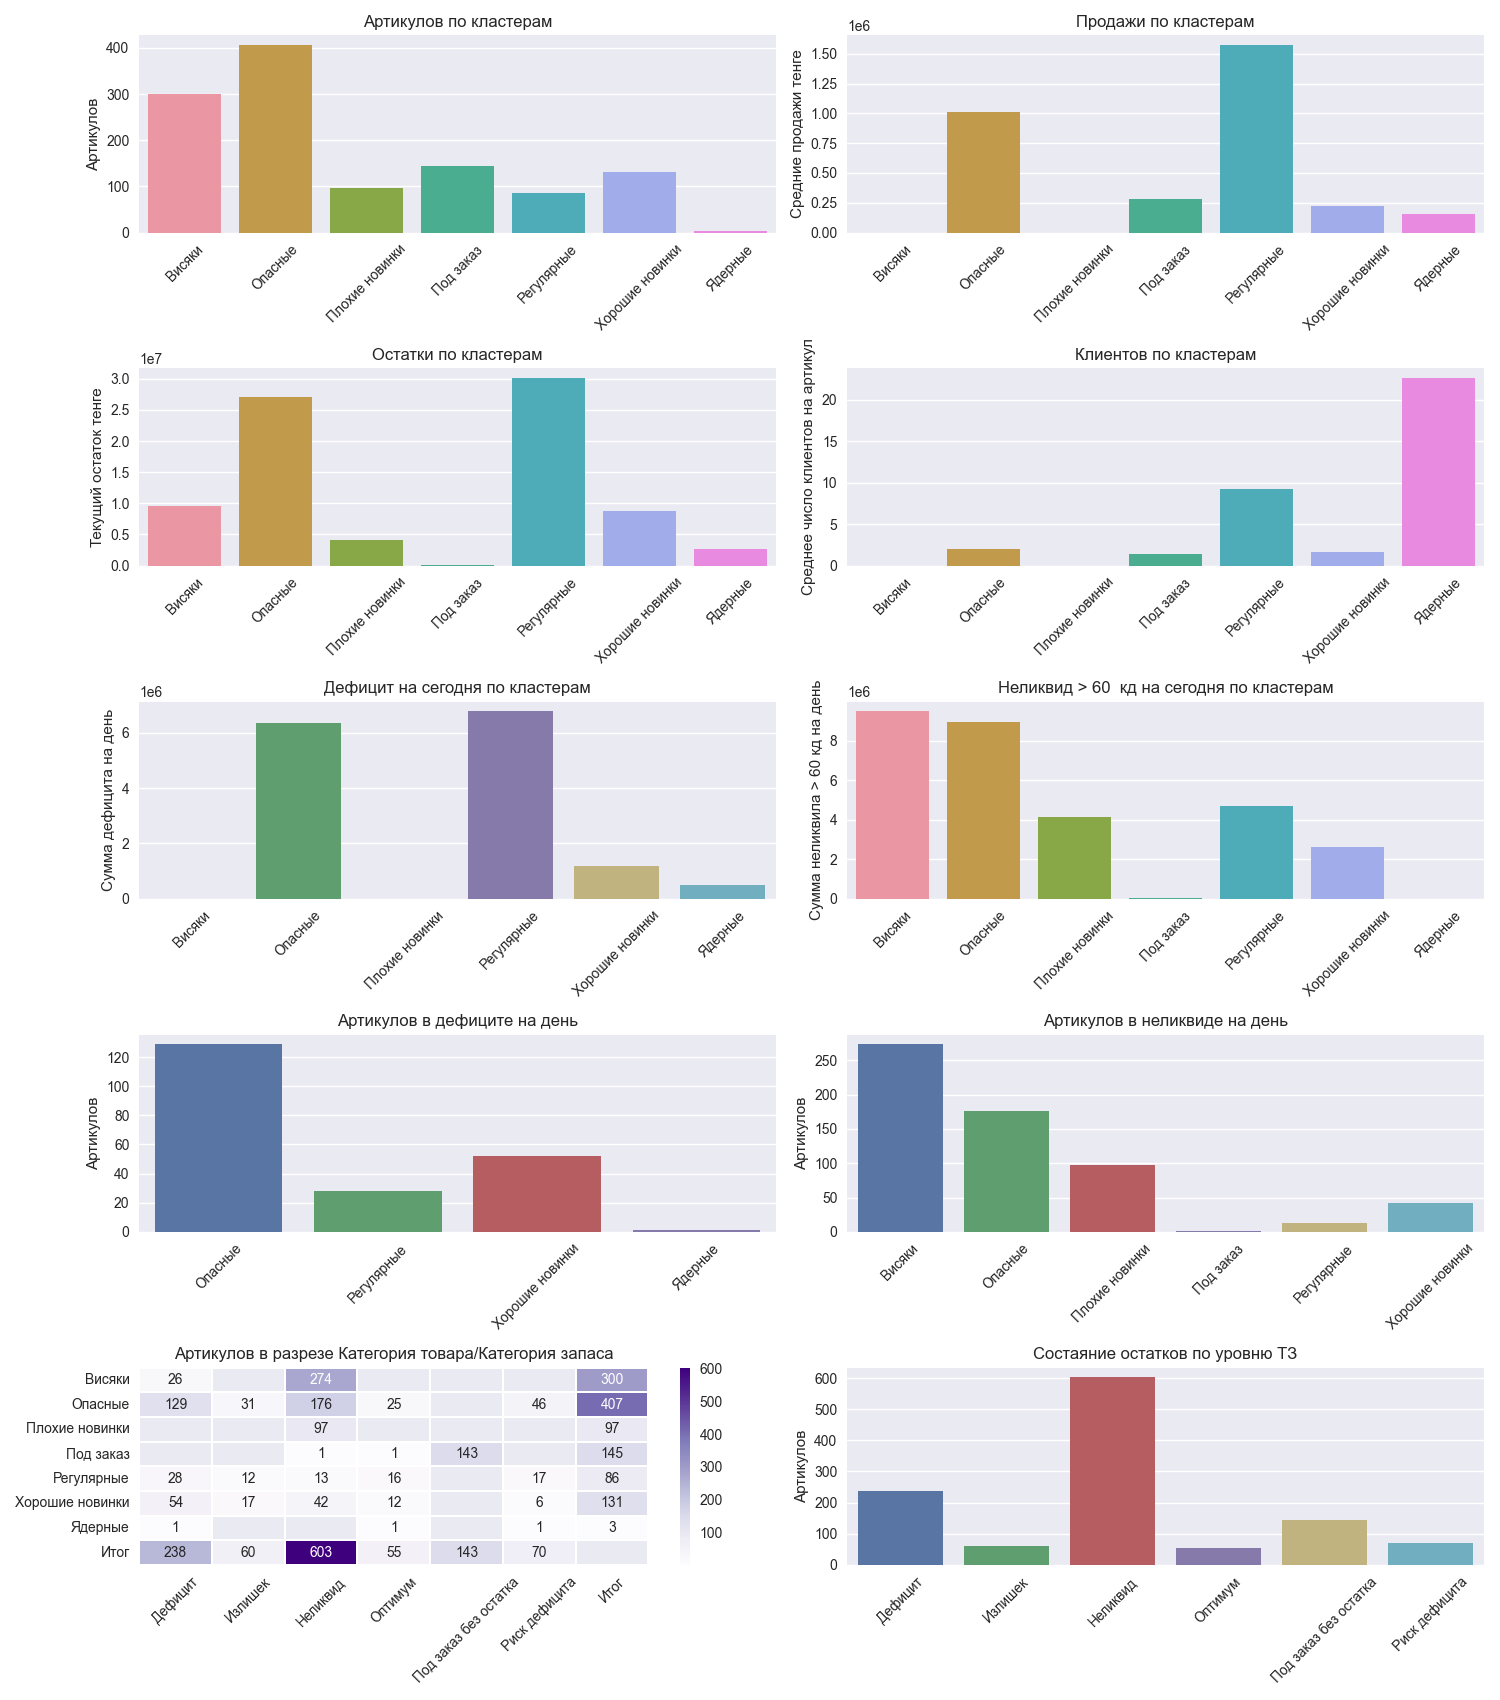 Артикулов по кластерам
Артикулов
400
300
200
100
0
Висяки
Опасные
Плохие новинки
Под заказ
Регулярные
Хорошие новинки
Ядерные
Продажи по кластерам
1e6
Средние продажи тенге
1.50
1.25
1.00
0.75
0.50
0.25
0.00
Висяки
Опасные
Плохие новинки
Под заказ
Регулярные
Хорошие новинки
Ядерные
Остатки по кластерам
1e7
Текущий остаток тенге
3.0
2.5
2.0
1.5
1.0
0.5
0.0
Висяки
Опасные
Плохие новинки
Под заказ
Регулярные
Хорошие новинки
Ядерные
Клиентов по кластерам
Среднее число клиентов на артикул
20
15
10
5
0
Висяки
Опасные
Плохие новинки
Под заказ
Регулярные
Хорошие новинки
Ядерные
Дефицит на сегодня по кластерам
1e6
Сумма дефицита на день
6
4
2
0
Висяки
Опасные
Плохие новинки
Регулярные
Хорошие новинки
Ядерные
Неликвид > 60  кд на сегодня по кластерам
1e6
Сумма неликвила > 60 кд на день
8
6
4
2
0
Висяки
Опасные
Плохие новинки
Под заказ
Регулярные
Хорошие новинки
Ядерные
Артикулов в дефиците на день
Артикулов
120
100
80
60
40
20
0
Опасные
Регулярные
Хорошие новинки
Ядерные
Артикулов в неликвиде на день
Артикулов
250
200
150
100
50
0
Висяки
Опасные
Плохие новинки
Под заказ
Регулярные
Хорошие новинки
Артикулов в разрезе Категория товара/Категория запаса
Висяки 26 274 300
Опасные 129 31 176 25 46 407
Плохие новинки 97 97
Под заказ 1 1 143 145
Регулярные 28 12 13 16 17 86
Хорошие новинки 54 17 42 12 6 131
Ядерные 1 1 1 3
Итог 238 60 603 55 143 70
Дефицит
Излишек
Неликвид
Оптимум
Под заказ без остатка
Риск дефицита
Итог
600
500
400
300
200
100
Состаяние остатков по уровню ТЗ
Артикулов
600
500
400
300
200
100
0
Дефицит
Излишек
Неликвид
Оптимум
Под заказ без остатка
Риск дефицита